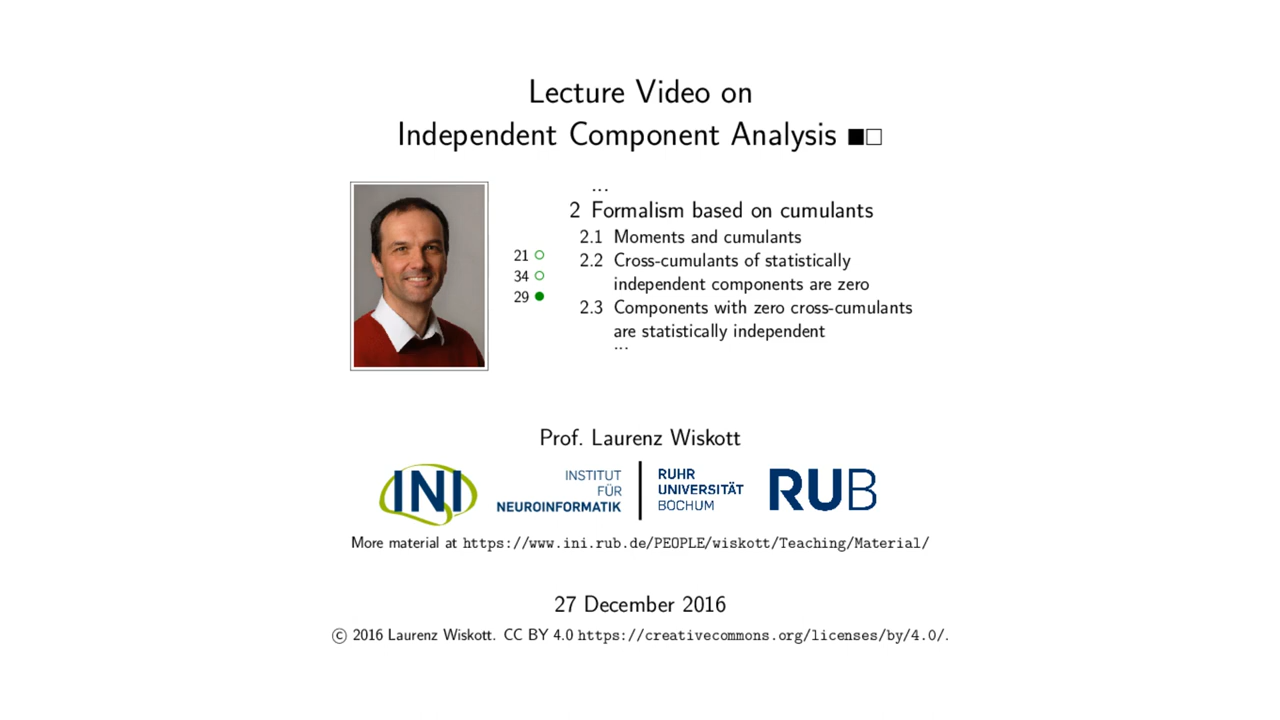 Lecture Video on
Independent Component Analysis ■□
...
2 Formalism based on cumulants
2.1 Moments and cumulants
21
2.2 Cross-cumulants of statistically
34
independent components are zero
29
2.3 Components with zero cross-cumulants
are statistically independent
...
Prof. Laurenz Wiskott
INI
INSTITUT
FÜR
NEUROINFORMATIK
RUHR
UNIVERSITÄT
BOCHUM
RUB
More material at https://www.ini.rub.de/PEOPLE/wiskott/Teaching/Material/
27 December 2016
© 2016 Laurenz Wiskott. CC BY 4.0 https://creativecommons.org/licenses/by/4.0/.